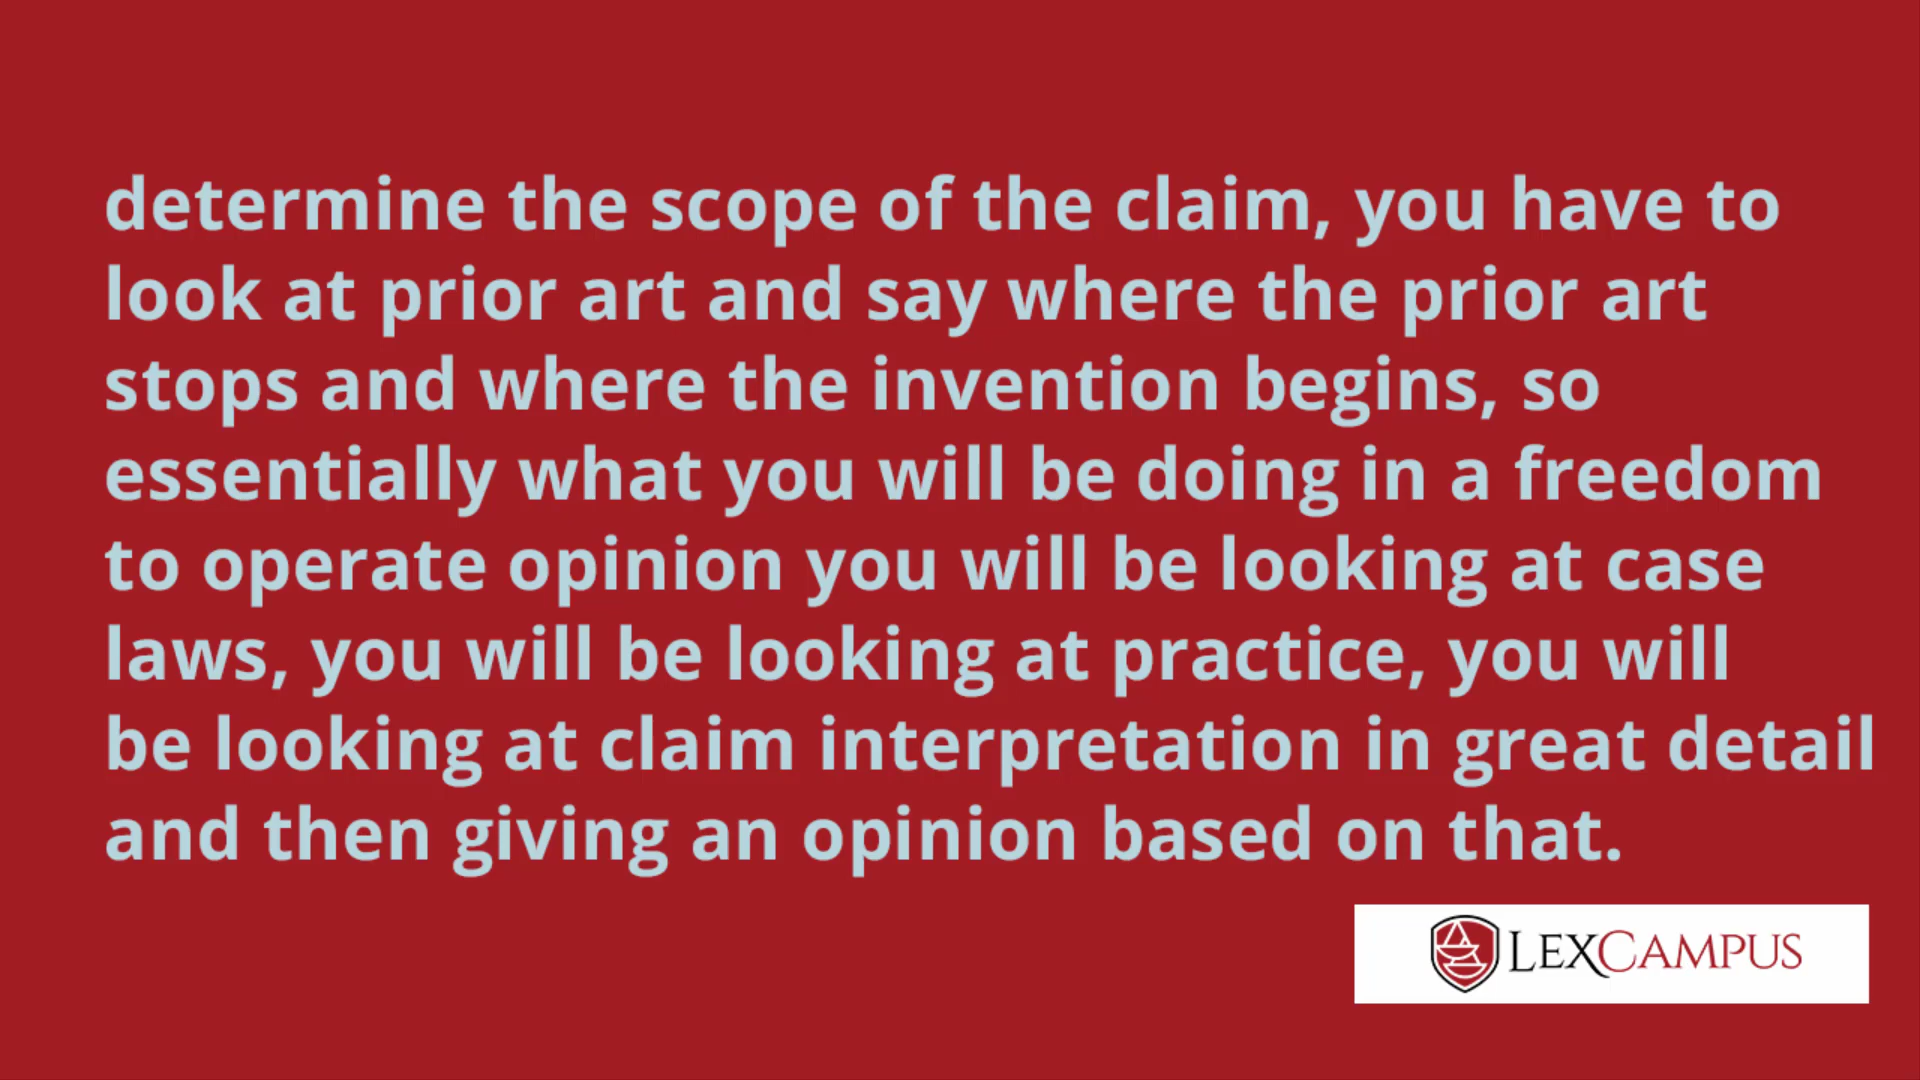 determine the scope of the claim, you have to
look at prior art and say where the prior art
stops and where the invention begins, so
essentially what you will be doing in a freedom
to operate opinion you will be looking at case
laws, you will be looking at practice, you will
be looking at claim interpretation in great detail
and then giving an opinion based on that.
LEXCAMPUS